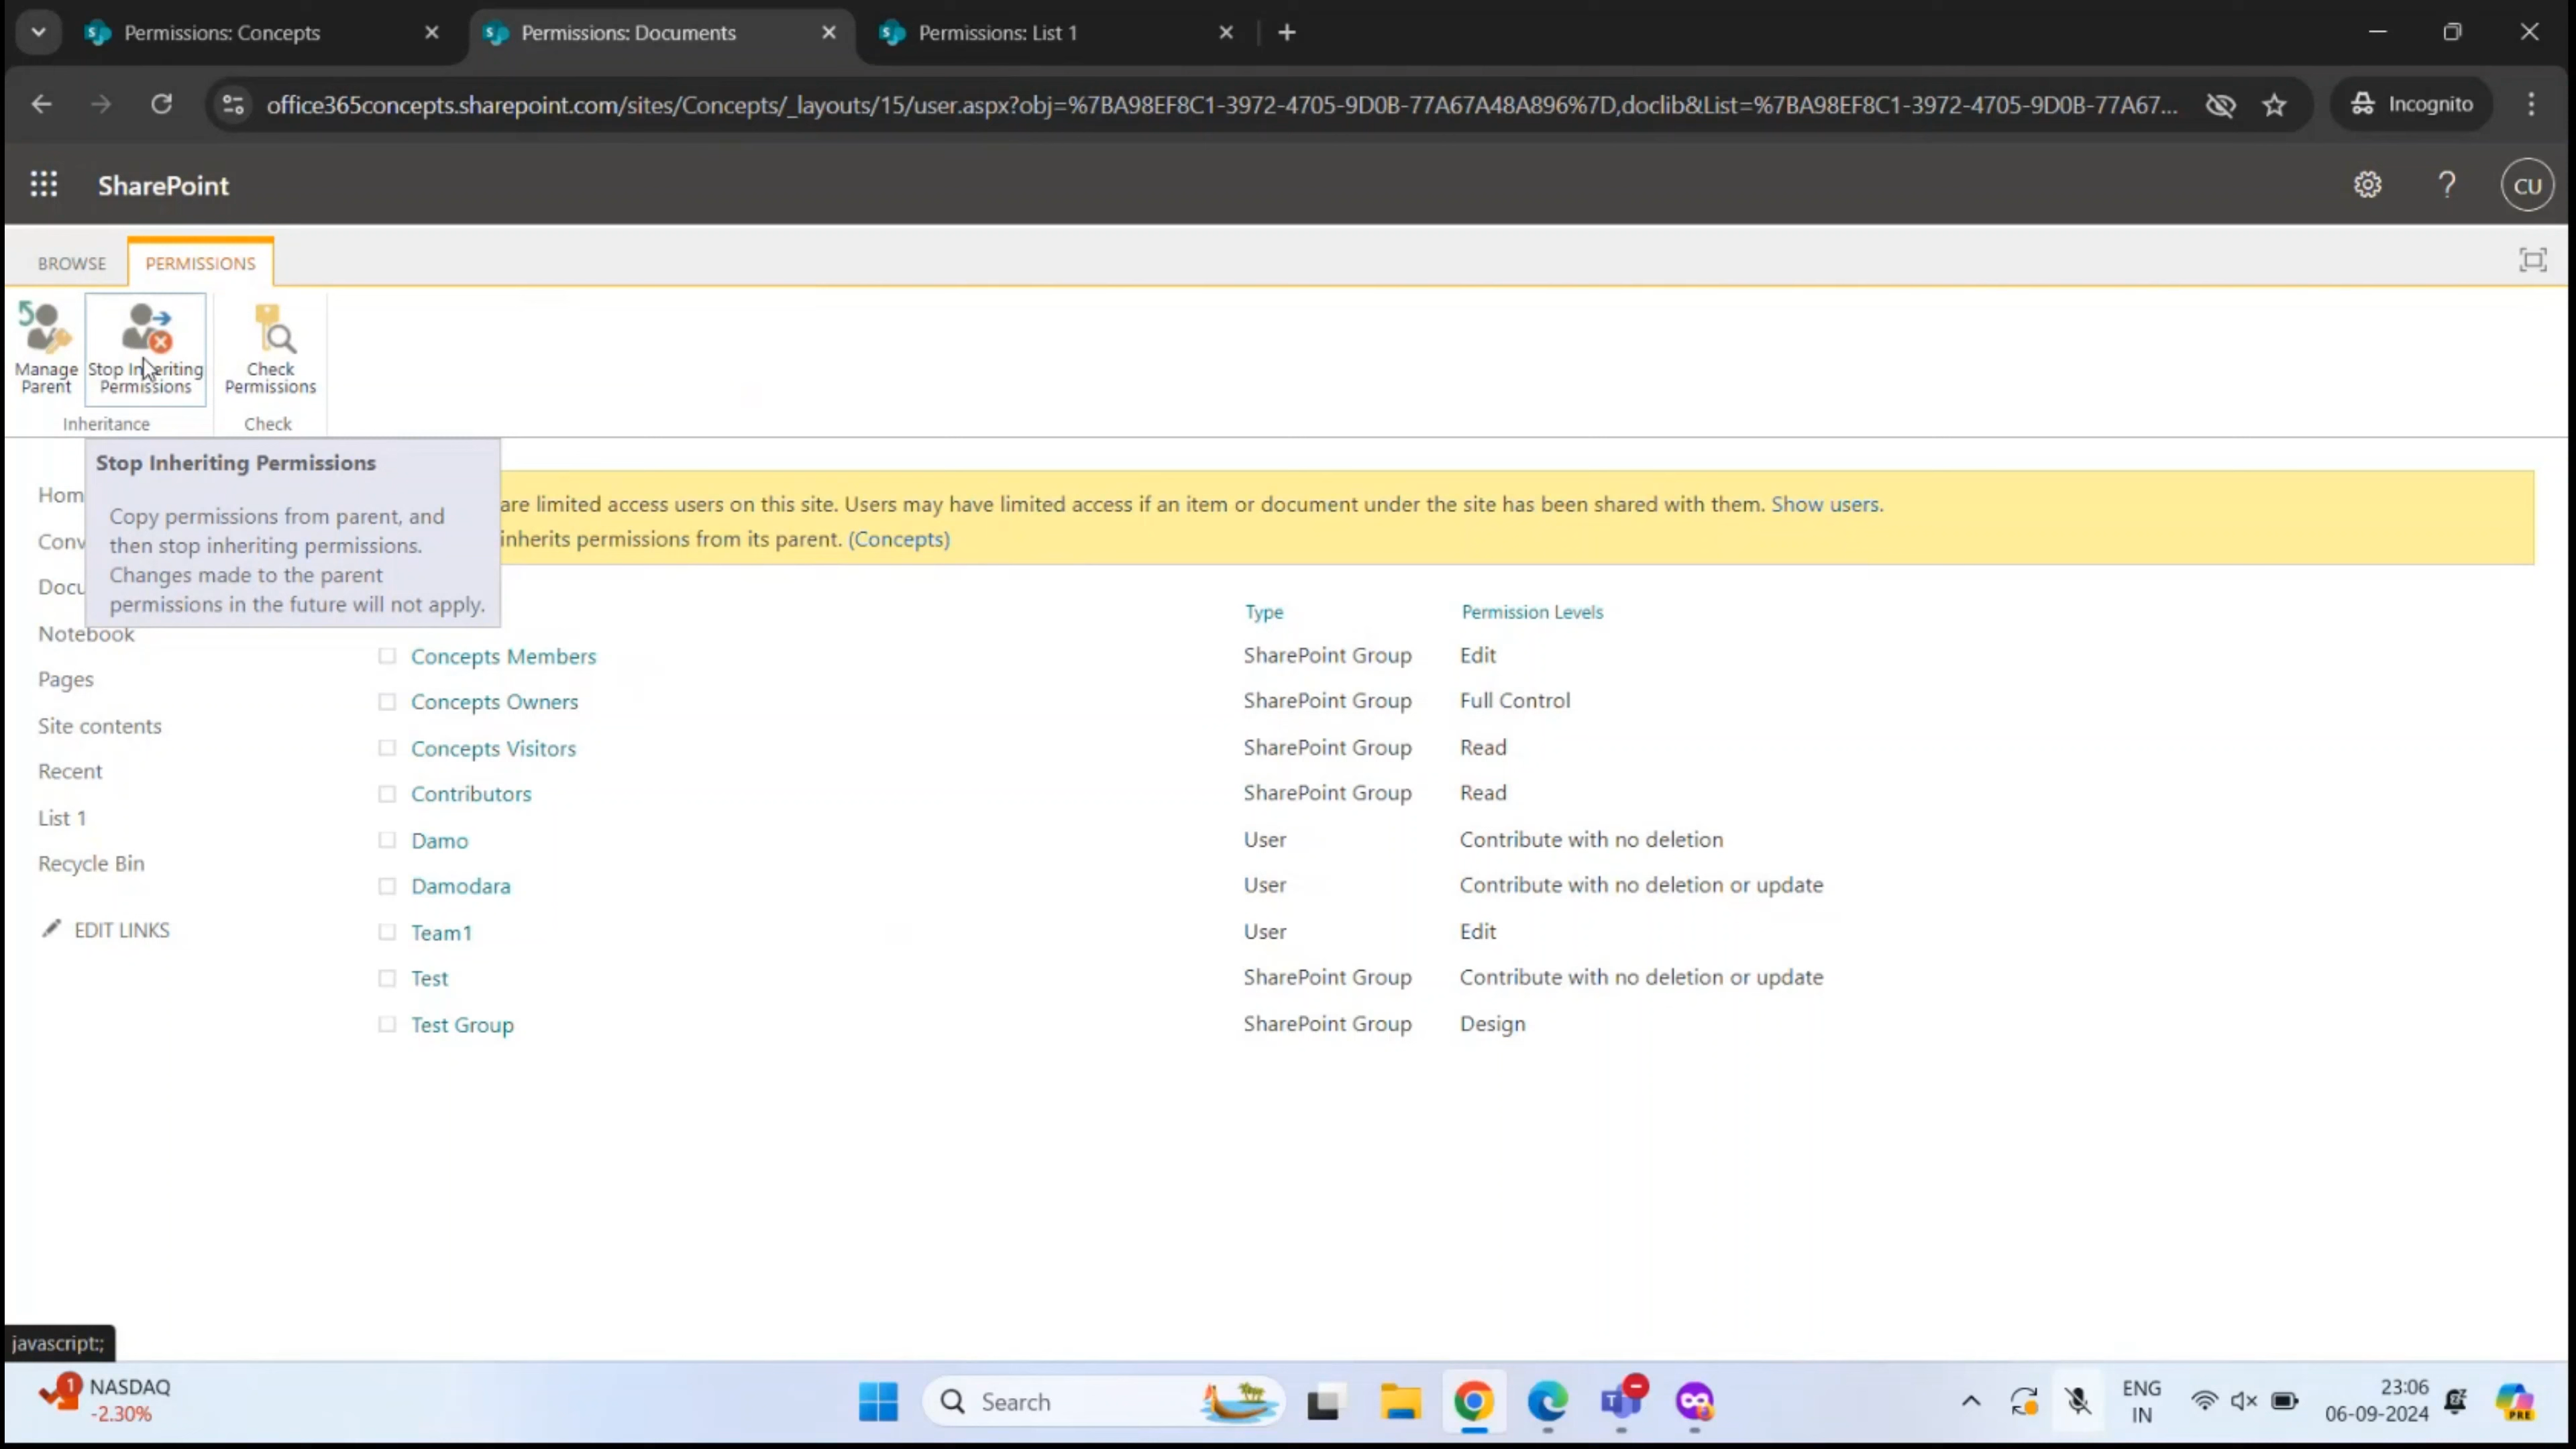 Permissions: Concepts
Permissions: Documents
Permissions: List 1
office365concepts.sharepoint.com/sites/Concepts/_layouts/15/user.aspx?obj=%7BA98EF8C1-3972-4705-9D0B-77A67A48A896%7D,doclib&List=%7BA98EF8C1-3972-4705-9D0B-77A67...
Incognito
SharePoint
?
CU
BROWSE
PERMISSIONS
Manage Parent
Stop Inheriting Permissions
Check Permissions
Inheritance
Check
Stop Inheriting Permissions
Copy permissions from parent, and
then stop inheriting permissions.
Changes made to the parent
permissions in the future will not apply.
are limited access users on this site. Users may have limited access if an item or document under the site has been shared with them. Show users.
inherits permissions from its parent. (Concepts)
Hom
Conv
Docu
Notebook
Pages
Site contents
Recent
List 1
Recycle Bin
EDIT LINKS
Type Permission Levels
Concepts Members SharePoint Group Edit
Concepts Owners SharePoint Group Full Control
Concepts Visitors SharePoint Group Read
Contributors SharePoint Group Read
Damo User Contribute with no deletion
Damodara User Contribute with no deletion or update
Team1 User Edit
Test SharePoint Group Contribute with no deletion or update
Test Group SharePoint Group Design
javascript:;
1
NASDAQ
-2.30%
Search
ENG
IN
23:06
06-09-2024
PRE